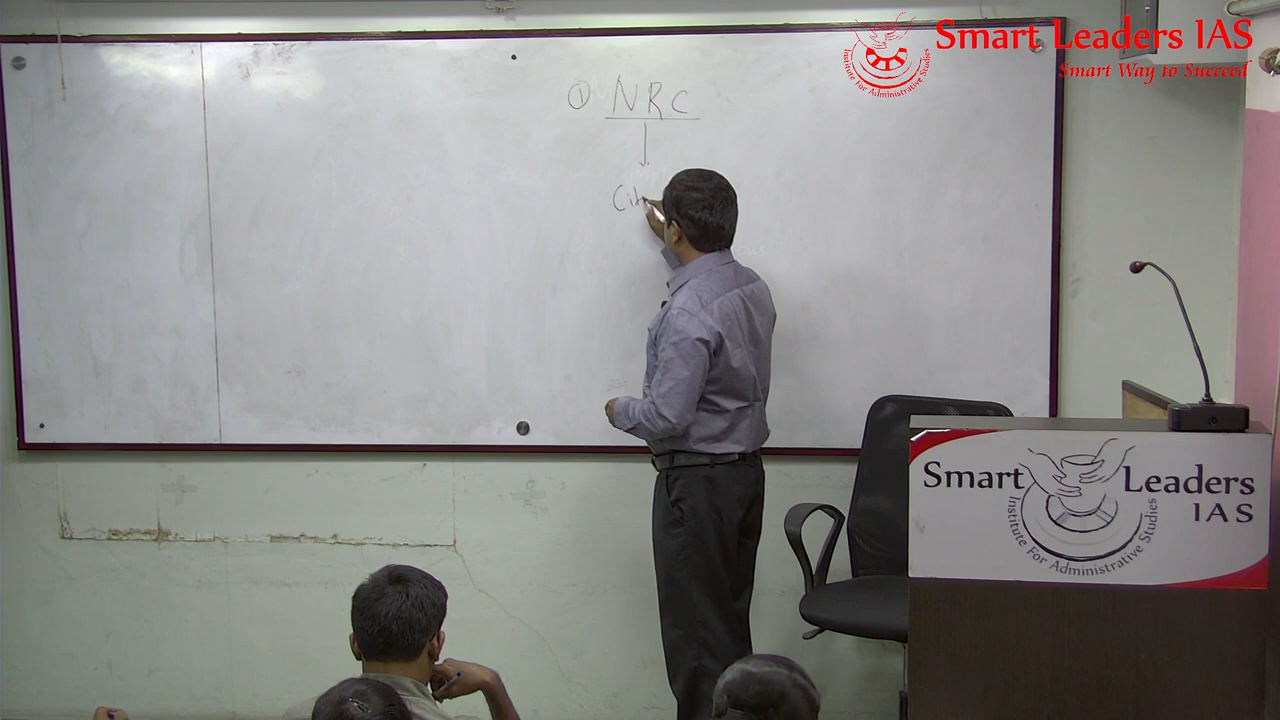 Smart Leaders IAS
Smart Way to Succeed
Institute For Administrative Studies
① NRC
Cit
Smart Leaders
IAS
Institute For Administrative Studies